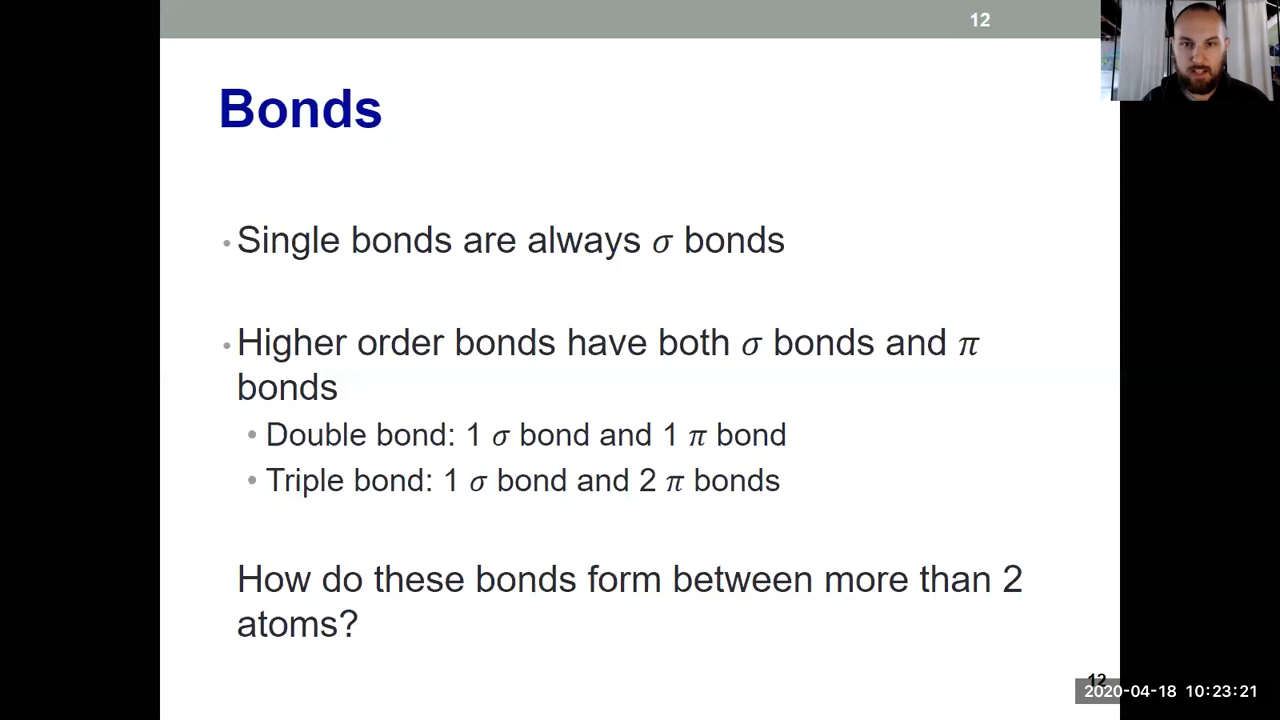 12
Bonds
• Single bonds are always σ bonds
• Higher order bonds have both σ bonds and π
bonds
• Double bond: 1 σ bond and 1 π bond
• Triple bond: 1 σ bond and 2 π bonds
How do these bonds form between more than 2
atoms?
12
2020-04-18 10:23:21